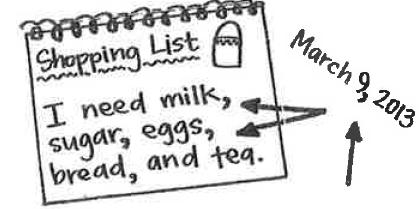 Shopping List
I need milk,
sugar, eggs,
bread, and tea.
March 9, 2013